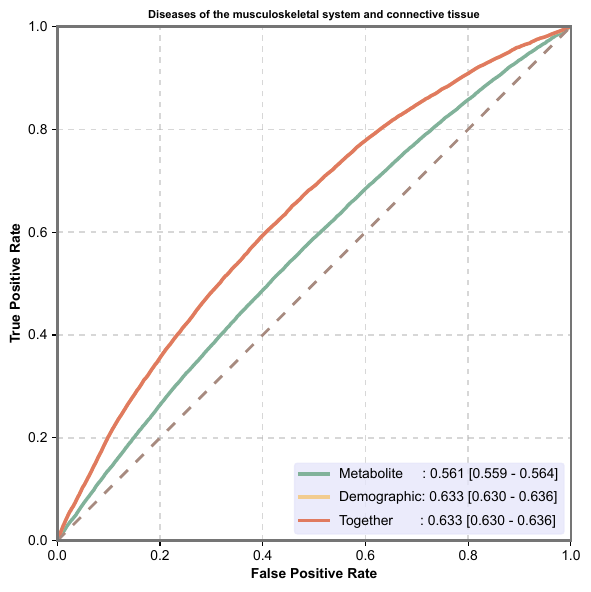 Diseases of the musculoskeletal system and connective tissue
1.0
0.8
0.6
0.4
0.2
0.0
True Positive Rate
Metabolite : 0.561 [0.559 - 0.564]
Demographic: 0.633 [0.630 - 0.636]
Together : 0.633 [0.630 - 0.636]
0.0 0.2 0.4 0.6 0.8 1.0
False Positive Rate